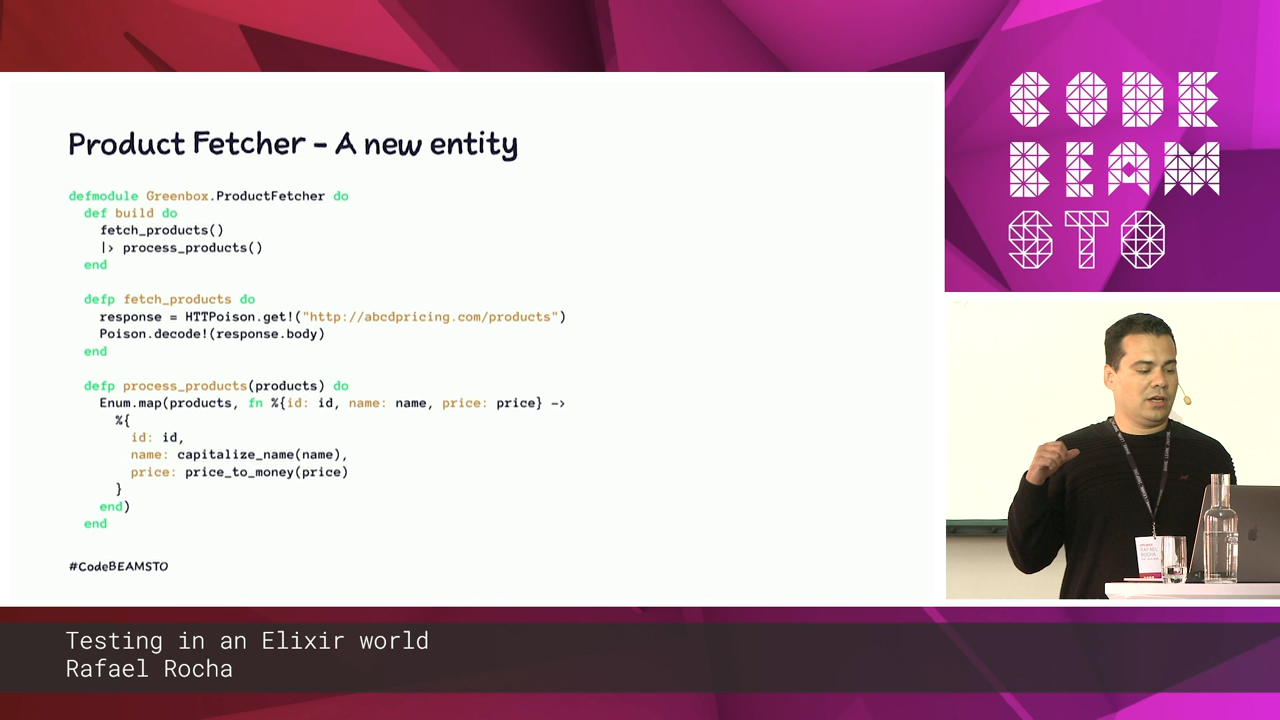 Product Fetcher - A new entity
defmodule Greenbox.ProductFetcher do
  def build do
    fetch_products()
    |> process_products()
  end
  defp fetch_products do
    response = HTTPoison.get!("http://abcdpricing.com/products")
    Poison.decode!(response.body)
  end
  defp process_products(products) do
    Enum.map(products, fn %{id: id, name: name, price: price} ->
      %{
        id: id,
        name: capitalize_name(name),
        price: price_to_money(price)
      }
    end)
  end
#CodeBEAMSTO
CODE
BEAM
STO
RAFAEL
ROCHA
Testing in an Elixir world
Rafael Rocha